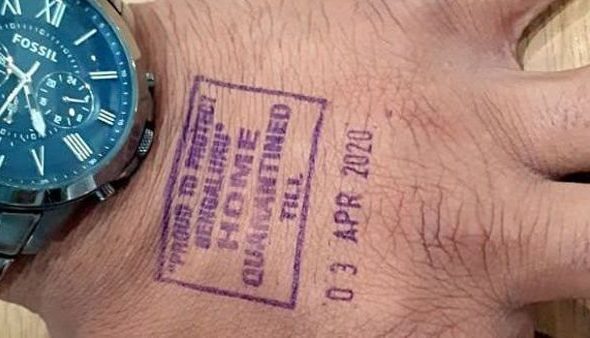 FOSSIL
"PROUD TO PROTECT
BENGALURU"
HOME
QUARANTINED
TILL
03 APR 2020